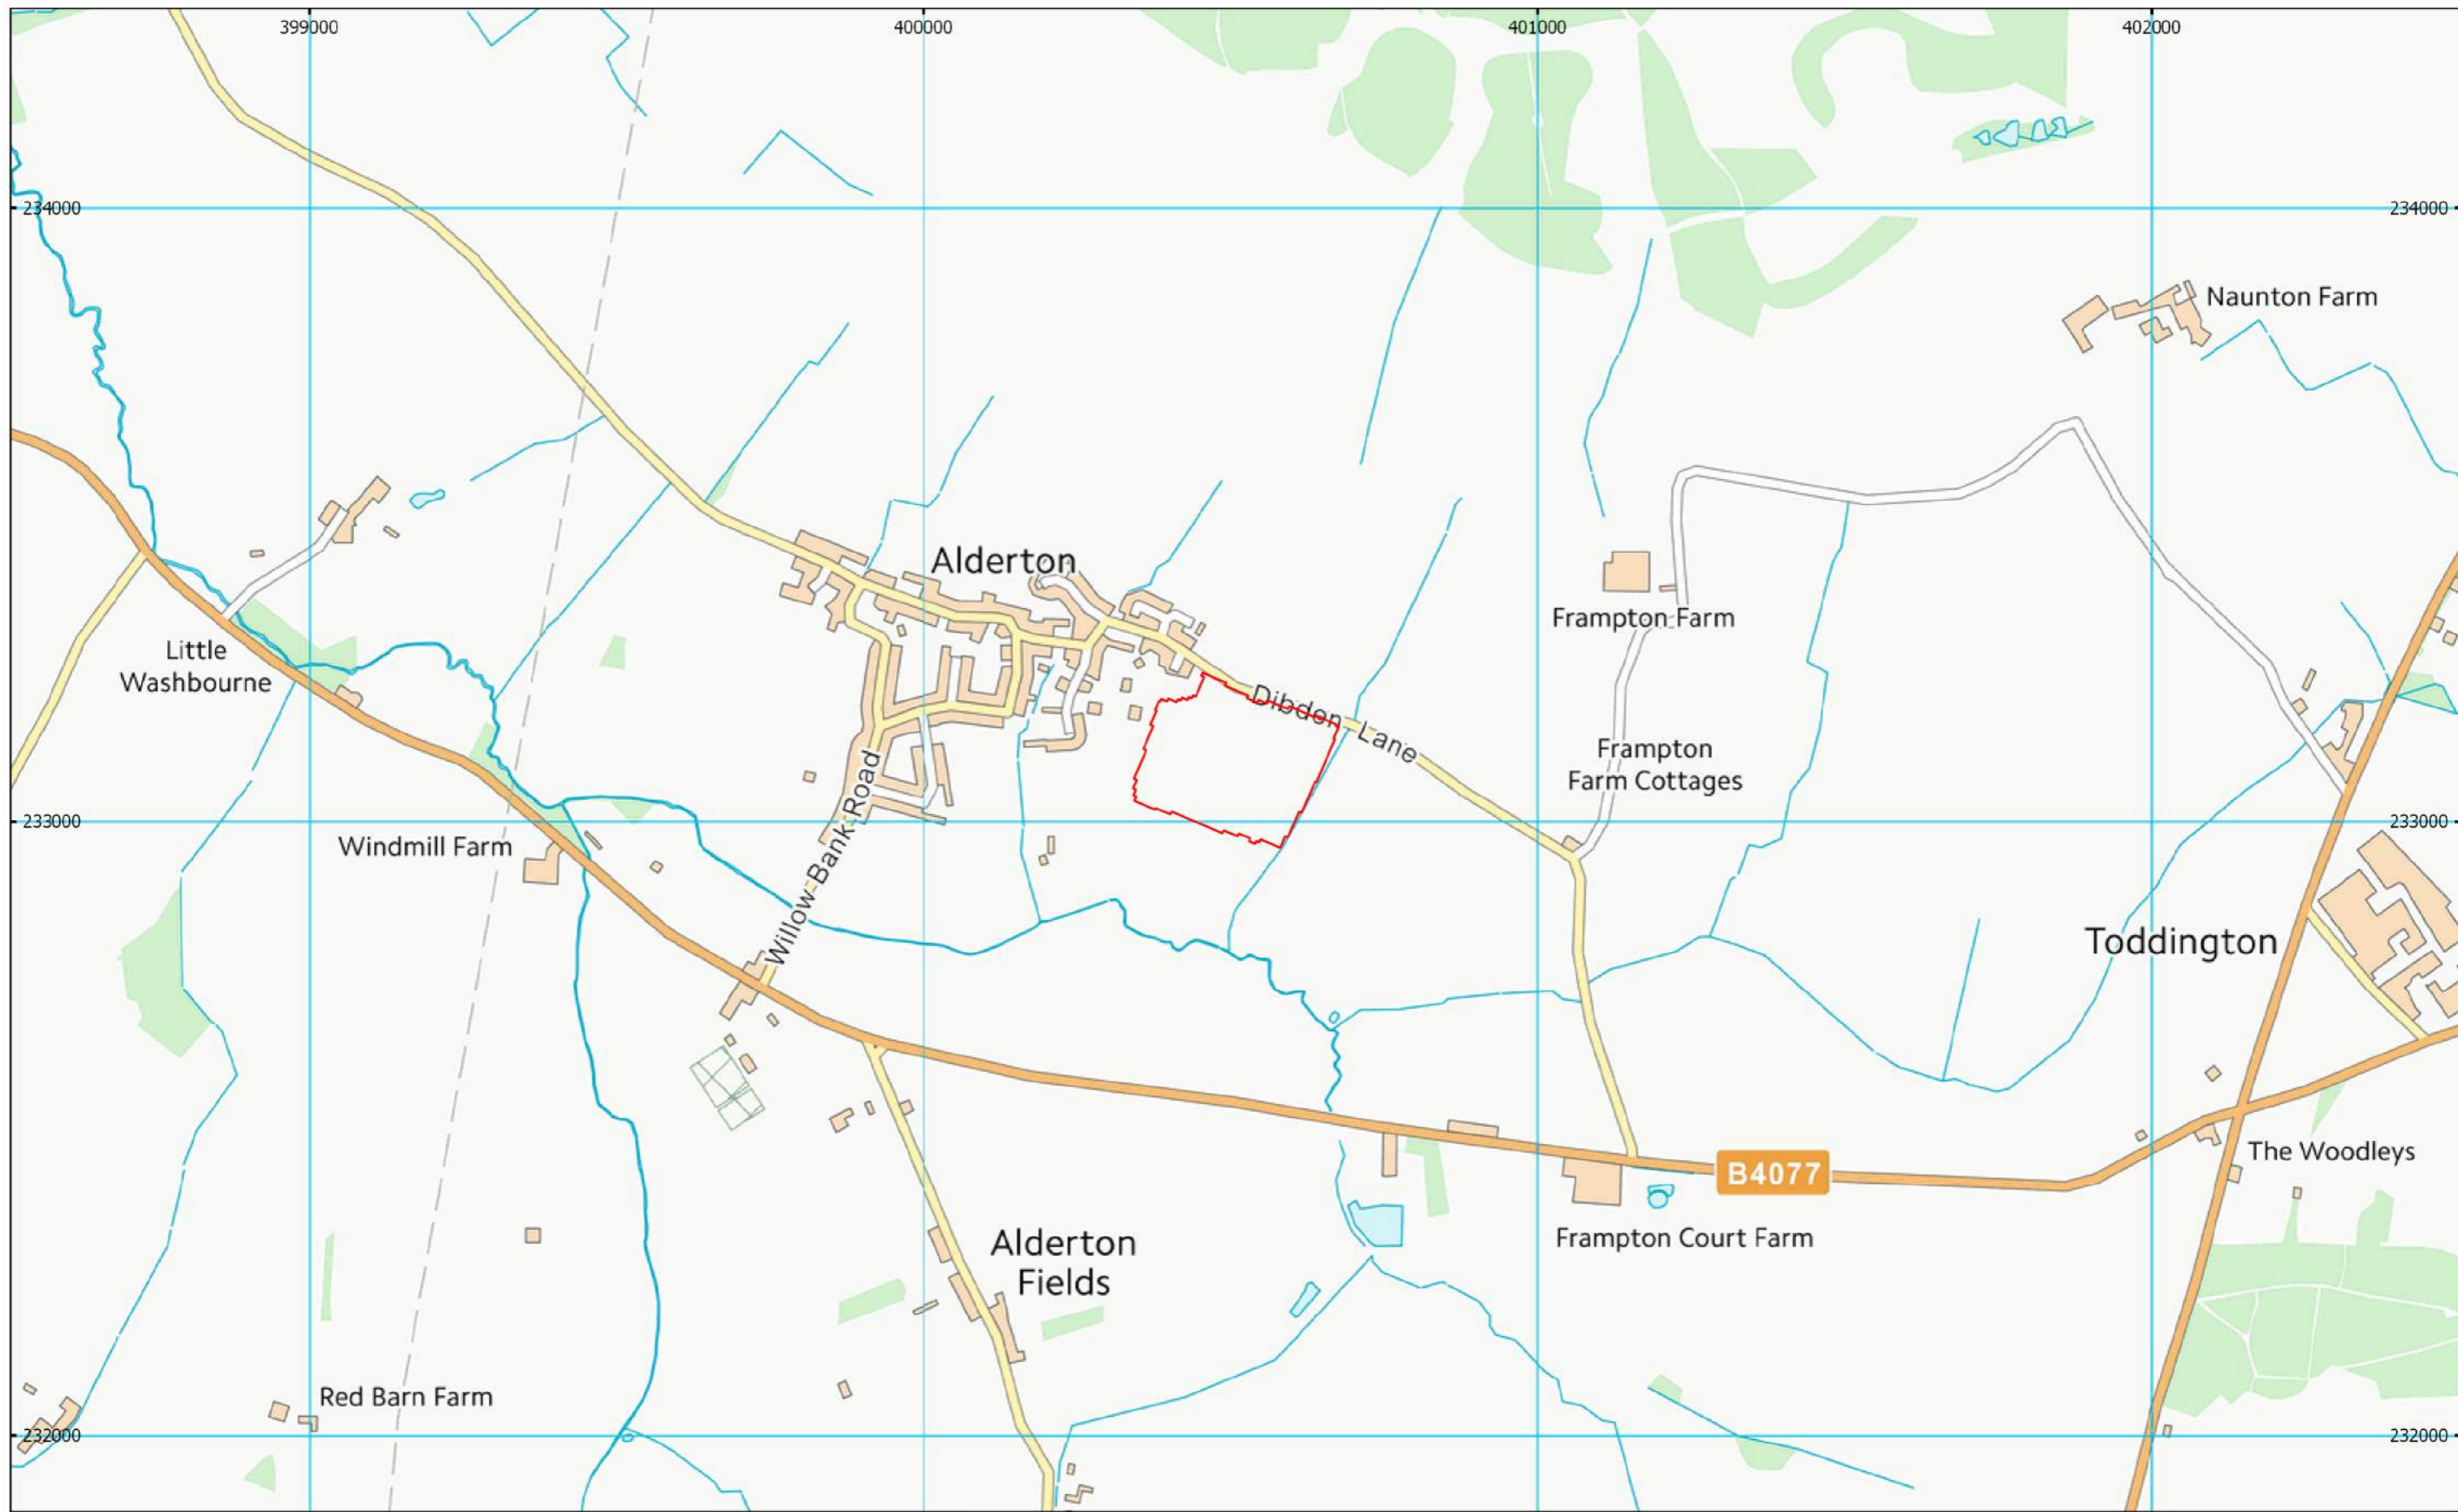 399000
400000
401000
402000
234000
234000
Naunton Farm
Alderton
Frampton Farm
Little
Washbourne
Dibden Lane
Frampton
Farm Cottages
Willow Bank Road
233000
233000
Windmill Farm
Toddington
The Woodleys
B4077
Frampton Court Farm
Alderton
Fields
Red Barn Farm
232000
232000